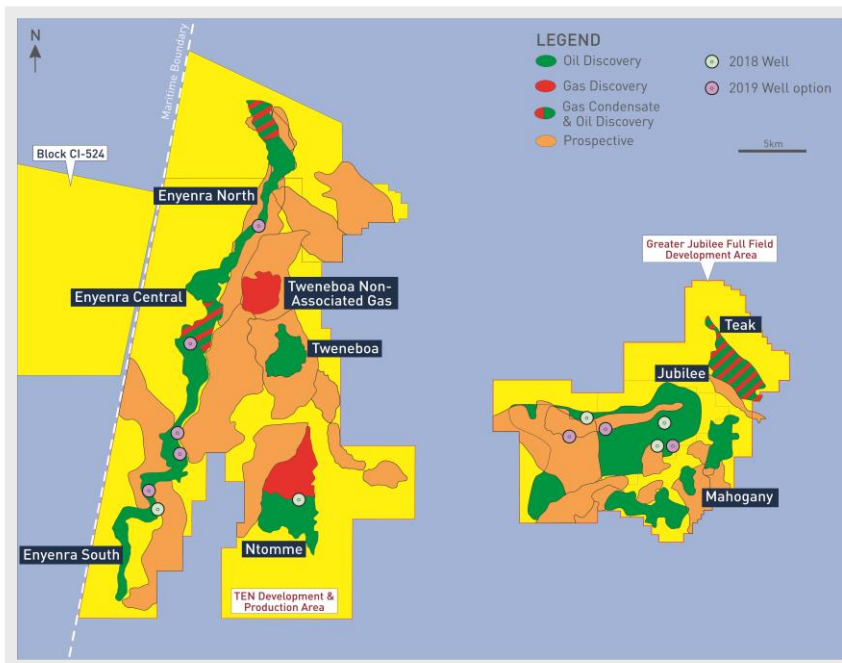 N
Maritime Boundary
Block CI-524
LEGEND
Oil Discovery
Gas Discovery
Gas Condensate
& Oil Discovery
Prospective
2018 Well
2019 Well option
5km
Enyenra North
Enyenra Central
Tweneboa Non-
Associated Gas
Tweneboa
Greater Jubilee Full Field
Development Area
Teak
Jubilee
Mahogany
Enyenra South
Ntomme
TEN Development &
Production Area